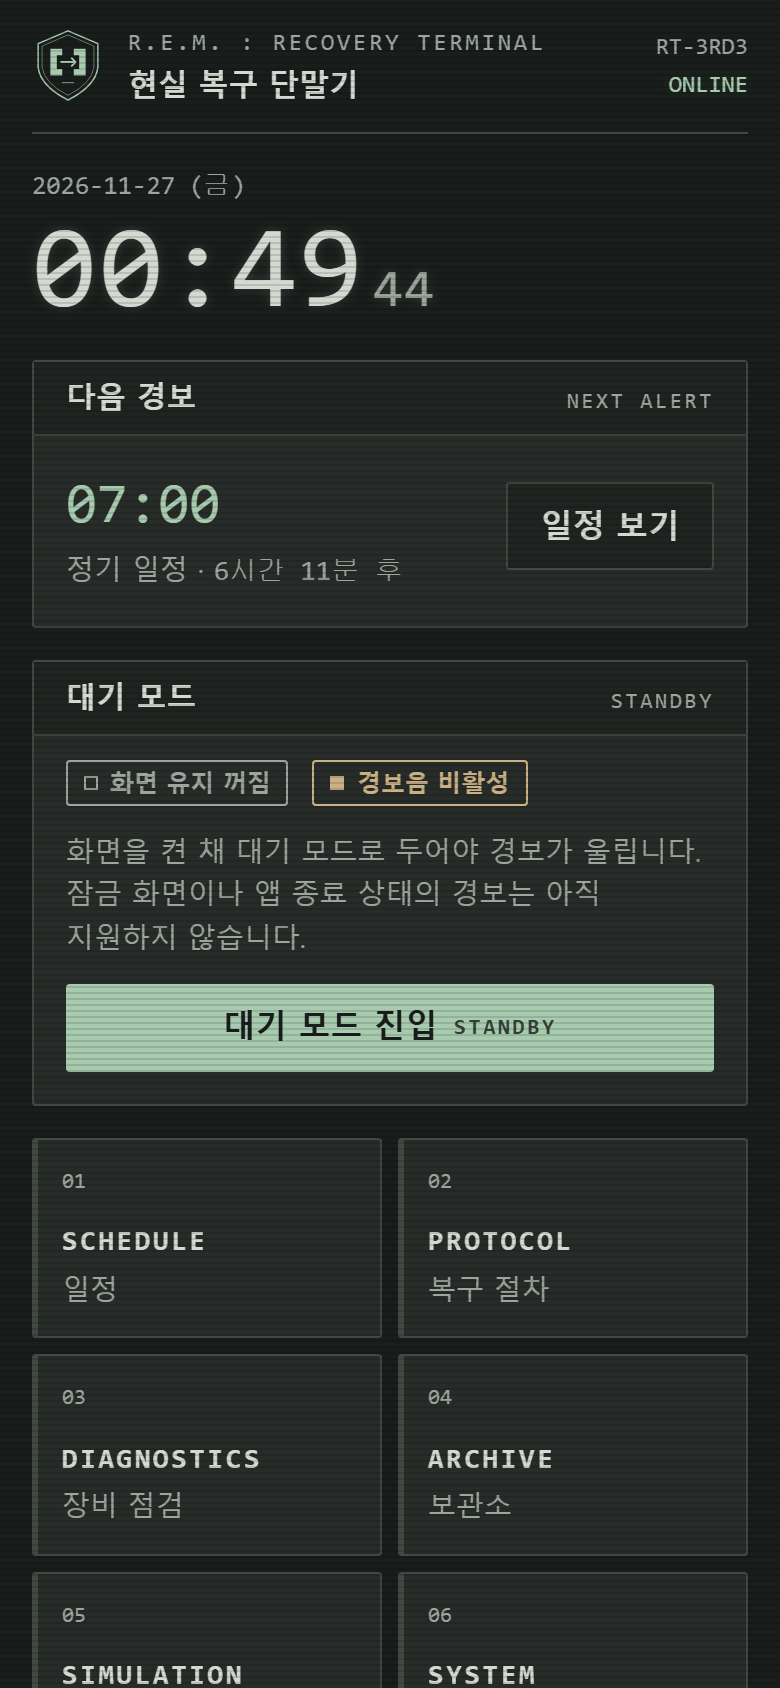 R.E.M. : RECOVERY TERMINAL
현실 복구 단말기
RT-3RD3
ONLINE
2026-11-27 (금)
00:49 44
다음 경보
NEXT ALERT
07:00
정기 일정 · 6시간 11분 후
일정 보기
대기 모드
STANDBY
화면 유지 꺼짐
경보음 비활성
화면을 켠 채 대기 모드로 두어야 경보가 울립니다.
잠금 화면이나 앱 종료 상태의 경보는 아직
지원하지 않습니다.
대기 모드 진입 STANDBY
01
SCHEDULE
일정
02
PROTOCOL
복구 절차
03
DIAGNOSTICS
장비 점검
04
ARCHIVE
보관소
05
SIMULATION
06
SYSTEM